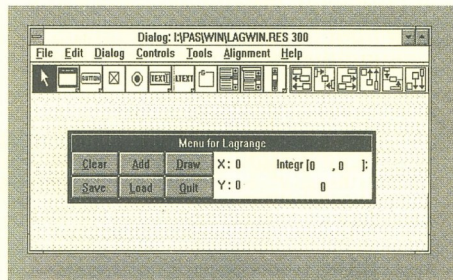 Dialog: I:\PAS\WIN\LAGWIN.RES 300
File Edit Dialog Controls Tools Alignment Help
BUTTON TEXT LTEXT
Menu for Lagrange
Clear Add Draw X: 0 Integr [0 , 0 ]:
Save Load Quit Y: 0 0